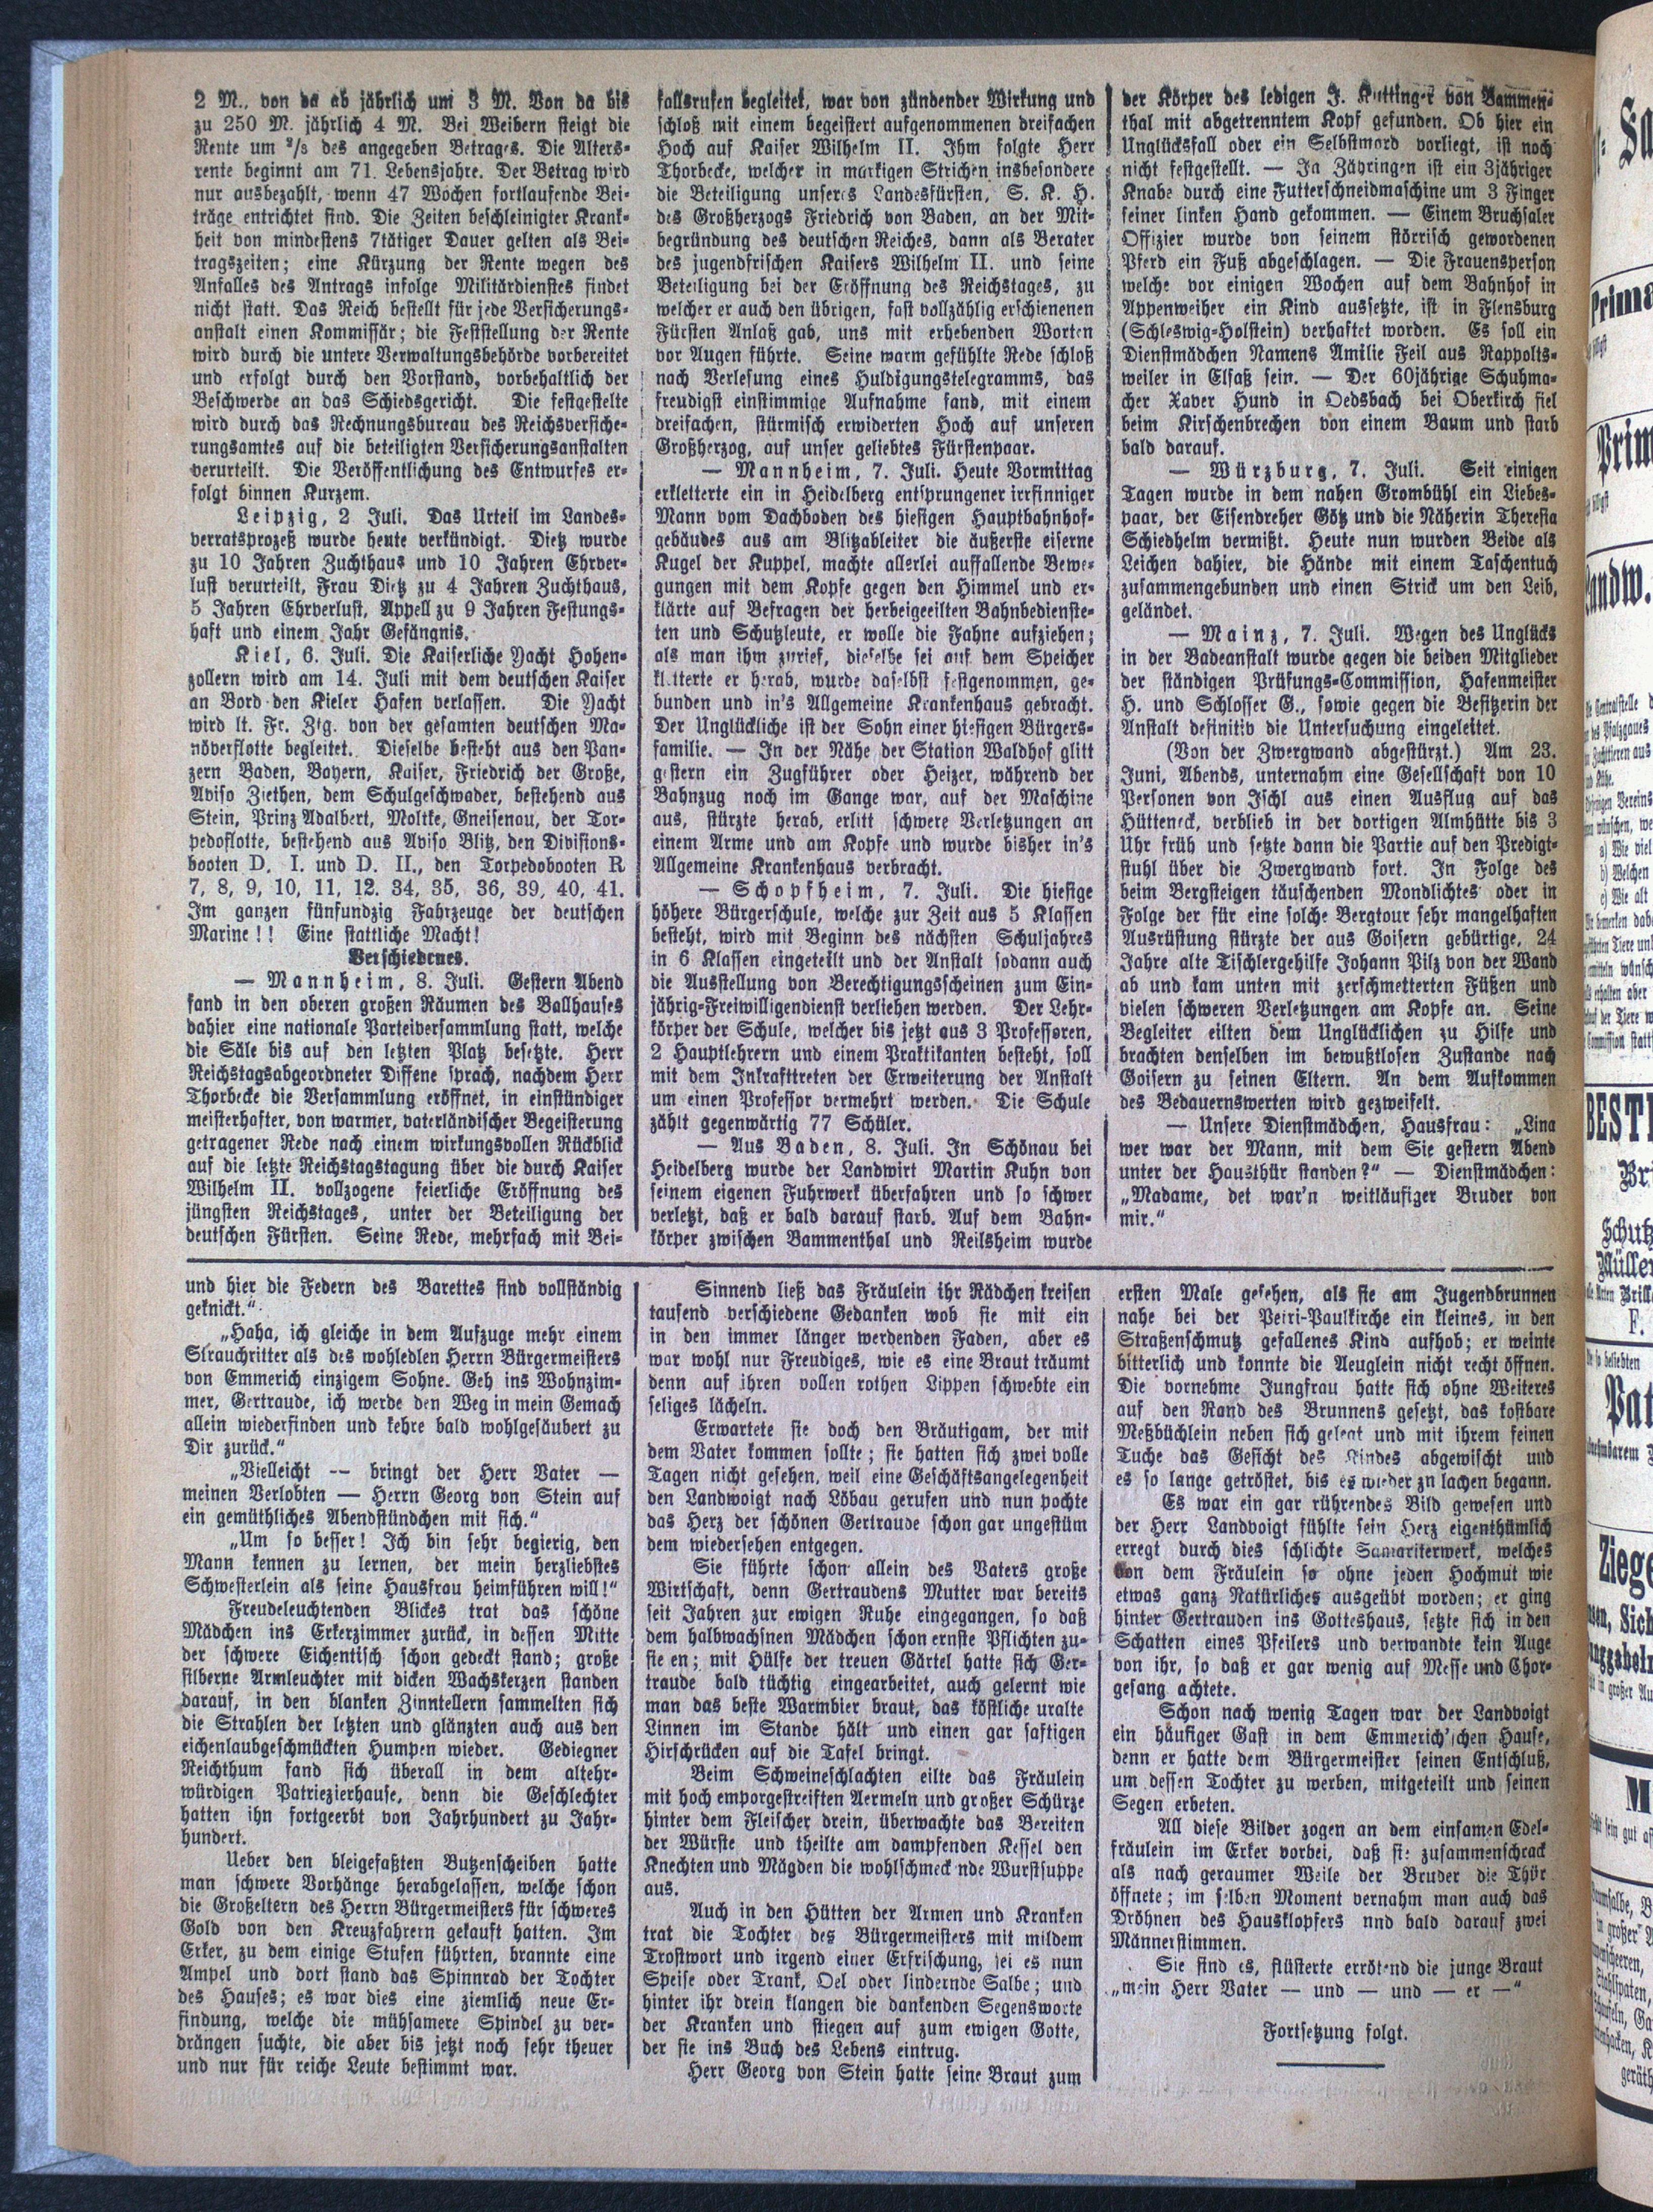 2 M., von da ab jährlich um 3 M. Von da bis
zu 250 M. jährlich 4 M. Bei Weibern steigt die
Rente um ²/₃ des angegeben Betrages. Die Alters-
rente beginnt am 71. Lebensjahre. Der Betrag wird
nur ausbezahlt, wenn 47 Wochen fortlaufende Bei-
träge entrichtet sind. Die Zeiten bescheinigter Krank-
heit von mindestens 7tätiger Dauer gelten als Bei-
tragszeiten; eine Kürzung der Rente wegen des
Anfalles des Antrags infolge Militärdienstes findet
nicht statt. Das Reich bestellt für jede Versicherungs-
anstalt einen Kommissär; die Feststellung der Rente
wird durch die untere Verwaltungsbehörde vorbereitet
und erfolgt durch den Vorstand, vorbehaltlich der
Beschwerde an das Schiedsgericht. Die festgestelte
wird durch das Rechnungsbureau des Reichsversiche-
rungsamtes auf die beteiligten Versicherungsanstalten
verurteilt. Die Veröffentlichung des Entwurfes er-
folgt binnen Kurzem.
Leipzig, 2 Juli. Das Urteil im Landes-
verratsprozeß wurde heute verkündigt. Dietz wurde
zu 10 Jahren Zuchthaus und 10 Jahren Ehrver-
lust verurteilt, Frau Dietz zu 4 Jahren Zuchthaus,
5 Jahren Ehrverlust, Appell zu 9 Jahren Festungs-
haft und einem Jahr Gefängnis.
Kiel, 6. Juli. Die Kaiserliche Yacht Hohen-
zollern wird am 14. Juli mit dem deutschen Kaiser
an Bord den Kieler Hafen verlassen. Die Yacht
wird lt. Fr. Ztg. von der gesamten deutschen Ma-
növerflotte begleitet. Dieselbe besteht aus den Pan-
zern Baden, Bayern, Kaiser, Friedrich der Große,
Aviso Ziethen, dem Schulgeschwader, bestehend aus
Stein, Prinz Adalbert, Moltke, Gneisenau, der Tor-
pedoflotte, bestehend aus Aviso Blitz, den Divisions-
booten D. I. und D. II., den Torpedobooten R
7, 8, 9, 10, 11, 12. 34, 35, 36, 39, 40, 41.
Im ganzen fünfundzig Fahrzeuge der deutschen
Marine!! Eine stattliche Macht!
Verschiedenes.
— Mannheim, 8. Juli. Gestern Abend
fand in den oberen großen Räumen des Ballhauses
dahier eine nationale Parteiversammlung statt, welche
die Säle bis auf den letzten Platz besetzte. Herr
Reichstagsabgeordneter Diffene sprach, nachdem Herr
Thorbecke die Versammlung eröffnet, in einstündiger
meisterhafter, von warmer, vaterländischer Begeisterung
getragener Rede nach einem wirkungsvollen Rückblick
auf die letzte Reichstagstagung über die durch Kaiser
Wilhelm II. vollzogene feierliche Eröffnung des
jüngsten Reichstages, unter der Beteiligung der
deutschen Fürsten. Seine Rede, mehrfach mit Bei-
fallsrufen begleitet, war von zündender Wirkung und
schloß mit einem begeistert aufgenommenen dreifachen
Hoch auf Kaiser Wilhelm II. Ihm folgte Herr
Thorbecke, welcher in markigen Strichen insbesondere
die Beteiligung unseres Landesfürsten, S. K. H.
des Großherzogs Friedrich von Baden, an der Mit-
begründung des deutschen Reiches, dann als Berater
des jugendfrischen Kaisers Wilhelm II. und seine
Beteiligung bei der Eröffnung des Reichstages, zu
welcher er auch den übrigen, fast vollzählig erschienenen
Fürsten Anlaß gab, uns mit erhebenden Worten
vor Augen führte. Seine warm gefühlte Rede schloß
nach Verlesung eines Huldigungstelegramms, das
freudigst einstimmige Aufnahme fand, mit einem
dreifachen, stürmisch erwiderten Hoch auf unseren
Großherzog, auf unser geliebtes Fürstenpaar.
— Mannheim, 7. Juli. Heute Vormittag
erkletterte ein in Heidelberg entsprungener irrsinniger
Mann vom Dachboden des hiesigen Hauptbahnhof-
gebäudes aus am Blitzableiter die äußerste eiserne
Kugel der Kuppel, machte allerlei auffallende Bewe-
gungen mit dem Kopfe gegen den Himmel und er-
klärte auf Befragen der herbeigeeilten Bahnbedienste-
ten und Schutzleute, er wolle die Fahne aufziehen;
als man ihm zurief, dieselbe sei auf dem Speicher
kletterte er herab, wurde daselbst festgenommen, ge-
bunden und in's Allgemeine Krankenhaus gebracht.
Der Unglückliche ist der Sohn einer hiesigen Bürgers-
familie. — In der Nähe der Station Waldhof glitt
gestern ein Zugführer oder Heizer, während der
Bahnzug noch im Gange war, auf der Maschine
aus, stürzte herab, erlitt schwere Verletzungen an
einem Arme und am Kopfe und wurde bisher in's
Allgemeine Krankenhaus verbracht.
— Schopfheim, 7. Juli. Die hiesige
höhere Bürgerschule, welche zur Zeit aus 5 Klassen
besteht, wird mit Beginn des nächsten Schuljahres
in 6 Klassen eingeteilt und der Anstalt sodann auch
die Ausstellung von Berechtigungsscheinen zum Ein-
jährig-Freiwilligendienst verliehen werden. Der Lehr-
körper der Schule, welcher bis jetzt aus 3 Professoren,
2 Hauptlehrern und einem Praktikanten besteht, soll
mit dem Inkrafttreten der Erweiterung der Anstalt
um einen Professor vermehrt werden. Die Schule
zählt gegenwärtig 77 Schüler.
— Aus Baden, 8. Juli. In Schönau bei
Heidelberg wurde der Landwirt Martin Kuhn von
seinem eigenen Fuhrwerk überfahren und so schwer
verletzt, daß er bald darauf starb. Auf dem Bahn-
körper zwischen Bammenthal und Reilsheim wurde
der Körper des ledigen J. Kuttinger von Bammen-
thal mit abgetrenntem Kopf gefunden. Ob hier ein
Unglücksfall oder ein Selbstmord vorliegt, ist noch
nicht festgestellt. — In Zähringen ist ein 3jähriger
Knabe durch eine Futterschneidmaschine um 3 Finger
seiner linken Hand gekommen. — Einem Bruchsaler
Offizier wurde von seinem störrisch gewordenen
Pferd ein Fuß abgeschlagen. — Die Frauensperson
welche vor einigen Wochen auf dem Bahnhof in
Appenweiher ein Kind aussetzte, ist in Flensburg
(Schleswig-Holstein) verhaftet worden. Es soll ein
Dienstmädchen Namens Amilie Feil aus Rappolts-
weiler in Elsaß sein. — Der 60jährige Schuhma-
cher Xaver Hund in Oedsbach bei Oberkirch fiel
beim Kirschenbrechen von einem Baum und starb
bald darauf.
— Würzburg, 7. Juli. Seit einigen
Tagen wurde in dem nahen Grombühl ein Liebes-
paar, der Eisendreher Götz und die Näherin Theresia
Schiedhelm vermißt. Heute nun wurden Beide als
Leichen dahier, die Hände mit einem Taschentuch
zusammengebunden und einen Strick um den Leib,
geländet.
— Mainz, 7. Juli. Wegen des Unglücks
in der Badeanstalt wurde gegen die beiden Mitglieder
der ständigen Prüfungs-Commission, Hafenmeister
H. und Schlosser G., sowie gegen die Besitzerin der
Anstalt definitiv die Untersuchung eingeleitet.
(Von der Zwergwand abgestürzt.) Am 23.
Juni, Abends, unternahm eine Gesellschaft von 10
Personen von Ischl aus einen Ausflug auf das
Hütteneck, verblieb in der dortigen Almhütte bis 3
Uhr früh und setzte dann die Partie auf den Predigt-
stuhl über die Zwergwand fort. In Folge des
beim Bergsteigen täuschenden Mondlichtes oder in
Folge der für eine solche Bergtour sehr mangelhaften
Ausrüstung stürzte der aus Goisern gebürtige, 24
Jahre alte Tischlergehilfe Johann Pilz von der Wand
ab und kam unten mit zerschmetterten Füßen und
vielen schweren Verletzungen am Kopfe an. Seine
Begleiter eilten dem Unglücklichen zu Hilfe und
brachten denselben im bewußtlosen Zustande nach
Goisern zu seinen Eltern. An dem Aufkommen
des Bedauernswerten wird gezweifelt.
— Unsere Dienstmädchen, Hausfrau: „Lina
wer war der Mann, mit dem Sie gestern Abend
unter der Hausthür standen?“ — Dienstmädchen:
„Madame, det war'n weitläufiger Bruder von
mir.“
und hier die Federn des Barettes sind vollständig
geknickt.“
„Haha, ich gleiche in dem Aufzuge mehr einem
Strauchritter als des wohledlen Herrn Bürgermeisters
von Emmerich einzigem Sohne. Geh ins Wohnzim-
mer, Gertraude, ich werde den Weg in mein Gemach
allein wiederfinden und kehre bald wohlgesäubert zu
Dir zurück.“
„Vielleicht -- bringt der Herr Vater —
meinen Verlobten — Herrn Georg von Stein auf
ein gemüthliches Abendstündchen mit sich.“
„Um so besser! Ich bin sehr begierig, den
Mann kennen zu lernen, der mein herzliebstes
Schwesterlein als seine Hausfrau heimführen will!“
Freudeleuchtenden Blickes trat das schöne
Mädchen ins Erkerzimmer zurück, in dessen Mitte
der schwere Eichentisch schon gedeckt stand; große
silberne Armleuchter mit dicken Wachskerzen standen
darauf, in den blanken Zinntellern sammelten sich
die Strahlen der letzten und glänzten auch aus den
eichenlaubgeschmückten Humpen wieder. Gediegner
Reichthum fand sich überall in dem altehr-
würdigen Patriezierhause, denn die Geschlechter
hatten ihn fortgeerbt von Jahrhundert zu Jahr-
hundert.
Ueber den bleigefaßten Butzenscheiben hatte
man schwere Vorhänge herabgelassen, welche schon
die Großeltern des Herrn Bürgermeisters für schweres
Gold von den Kreuzfahrern gekauft hatten. Im
Erker, zu dem einige Stufen führten, brannte eine
Ampel und dort stand das Spinnrad der Tochter
des Hauses; es war dies eine ziemlich neue Er-
findung, welche die mühsamere Spindel zu ver-
drängen suchte, die aber bis jetzt noch sehr theuer
und nur für reiche Leute bestimmt war.
Sinnend ließ das Fräulein ihr Rädchen kreisen
tausend verschiedene Gedanken wob sie mit ein
in den immer länger werdenden Faden, aber es
war wohl nur Freudiges, wie es eine Braut träumt
denn auf ihren vollen rothen Lippen schwebte ein
seliges lächeln.
Erwartete sie doch den Bräutigam, der mit
dem Vater kommen sollte; sie hatten sich zwei volle
Tagen nicht gesehen, weil eine Geschäftsangelegenheit
den Landwoigt nach Löbau gerufen und nun pochte
das Herz der schönen Gertraude schon gar ungestüm
dem wiedersehen entgegen.
Sie führte schon allein des Vaters große
Wirtschaft, denn Gertraudens Mutter war bereits
seit Jahren zur ewigen Ruhe eingegangen, so daß
dem halbwachsnen Mädchen schon ernste Pflichten zu-
fie en; mit Hülfe der treuen Gärtel hatte sich Ger-
traude bald tüchtig eingearbeitet, auch gelernt wie
man das beste Warmbier braut, das köstliche uralte
Linnen im Stande hält und einen gar saftigen
Hirschrücken auf die Tafel bringt.
Beim Schweineschlachten eilte das Fräulein
mit hoch emporgestreiften Aermeln und großer Schürze
hinter dem Fleischer drein, überwachte das Bereiten
der Würste und theilte am dampfenden Kessel den
Knechten und Mägden die wohlschmeck nde Wurstsuppe
aus.
Auch in den Hütten der Armen und Kranken
trat die Tochter des Bürgermeisters mit mildem
Trostwort und irgend einer Erfrischung, sei es nun
Speise oder Trank, Oel oder lindernde Salbe; und
hinter ihr drein klangen die dankenden Segensworte
der Kranken und stiegen auf zum ewigen Gotte,
der sie ins Buch des Lebens eintrug.
Herr Georg von Stein hatte seine Braut zum
ersten Male gesehen, als sie am Jugendbrunnen
nahe bei der Petri-Paulkirche ein kleines, in den
Straßenschmutz gefallenes Kind aufhob; er weinte
bitterlich und konnte die Aeuglein nicht recht öffnen.
Die vornehme Jungfrau hatte sich ohne Weiteres
auf den Rand des Brunnens gesetzt, das kostbare
Meßbüchlein neben sich gelegt und mit ihrem feinen
Tuche das Gesicht des Kindes abgewischt und
es so lange getröstet, bis es wieder zu lachen begann.
Es war ein gar rührendes Bild gewesen und
der Herr Landvoigt fühlte sein Herz eigenthümlich
erregt durch dies schlichte Samariterwerk, welches
von dem Fräulein so ohne jeden Hochmut wie
etwas ganz Natürliches ausgeübt worden; er ging
hinter Gertrauden ins Gotteshaus, setzte sich in den
Schatten eines Pfeilers und verwandte kein Auge
von ihr, so daß er gar wenig auf Messe und Chor-
gesang achtete.
Schon nach wenig Tagen war der Landvoigt
ein häufiger Gast in dem Emmerich'schen Hause,
denn er hatte dem Bürgermeister seinen Entschluß,
um dessen Tochter zu werben, mitgeteilt und seinen
Segen erbeten.
All diese Bilder zogen an dem einsamen Edel-
fräulein im Erker vorbei, daß sie zusammenschrack
als nach geraumer Weile der Bruder die Thür
öffnete; im selben Moment vernahm man auch das
Dröhnen des Hausklopfers nnd bald darauf zwei
Männerstimmen.
Sie sind es, flüsterte errötend die junge Braut
„mein Herr Vater — und — und — er —“
Fortsetzung folgt.